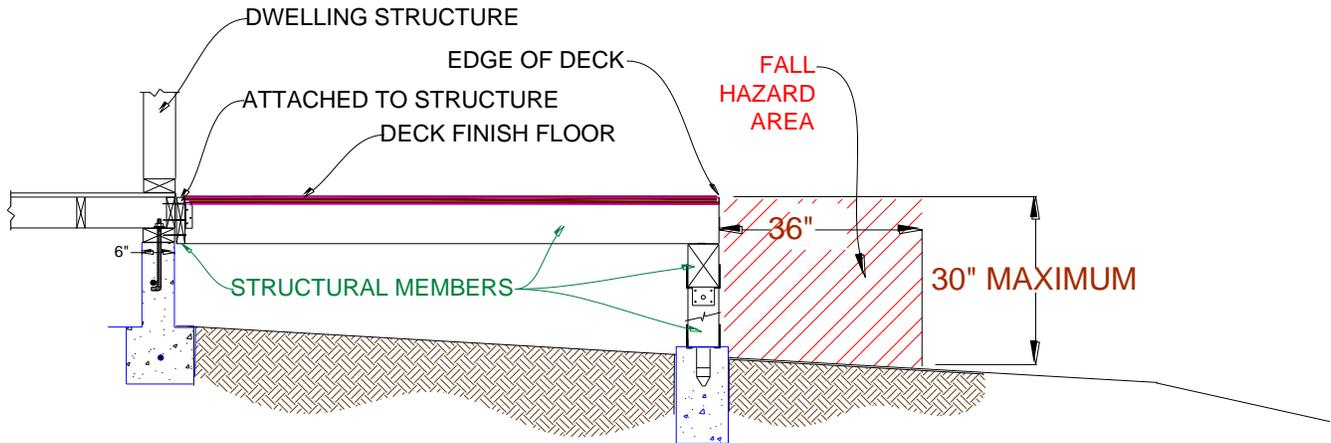 DWELLING STRUCTURE
EDGE OF DECK
FALL
HAZARD
AREA
ATTACHED TO STRUCTURE
DECK FINISH FLOOR
36"
6"
STRUCTURAL MEMBERS
30" MAXIMUM